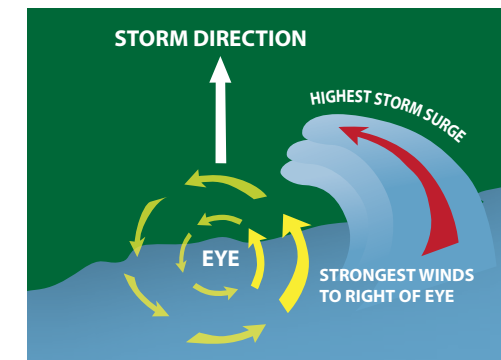 STORM DIRECTION
HIGHEST STORM SURGE
EYE
STRONGEST WINDS
TO RIGHT OF EYE